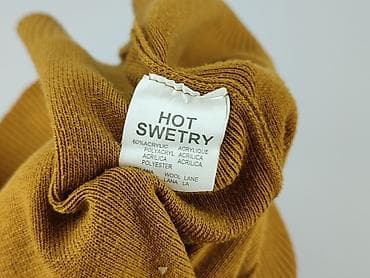 HOT
SWETRY
60%ACRYLIC ACRYLIQUE
POLYACRYL ACRILICA
ACRILICA ACRILICA
POLYESTER
WOOL LANE
LANA LA